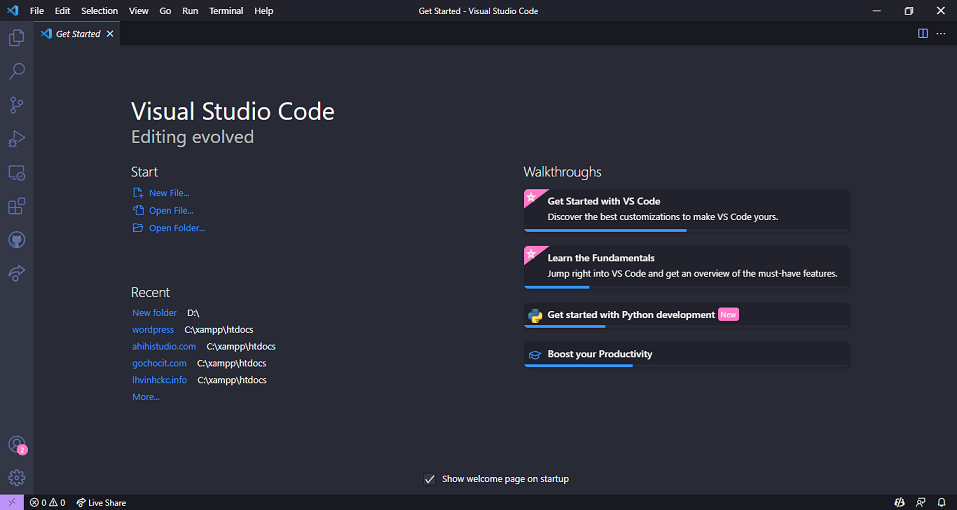 File Edit Selection View Go Run Terminal Help
Get Started - Visual Studio Code
Get Started
Visual Studio Code
Editing evolved
Start
New File...
Open File...
Open Folder...
Recent
New folder D:\
wordpress C:\xampp\htdocs
ahihistudio.com C:\xampp\htdocs
gochocit.com C:\xampp\htdocs
lhvinhckc.info C:\xampp\htdocs
More...
Walkthroughs
Get Started with VS Code
Discover the best customizations to make VS Code yours.
Learn the Fundamentals
Jump right into VS Code and get an overview of the must-have features.
Get started with Python development New
Boost your Productivity
2
Show welcome page on startup
0 0 Live Share